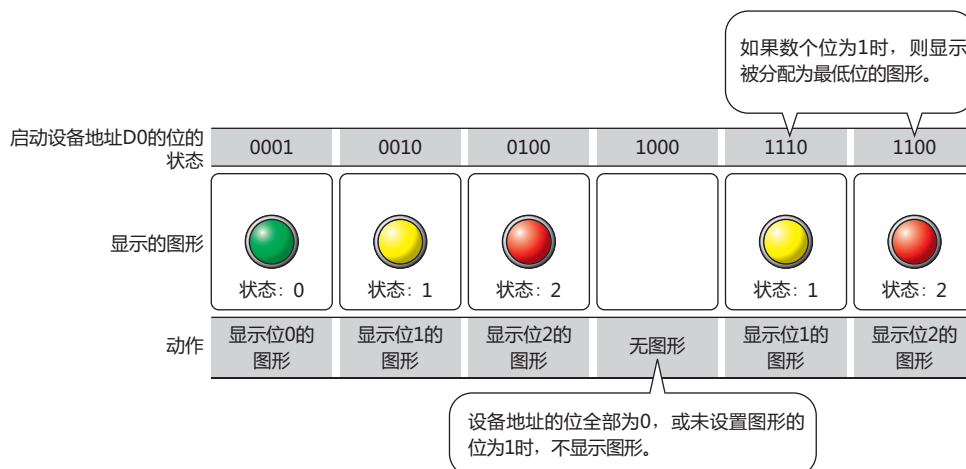 如果数个位为1时，则显示
被分配为最低位的图形。
启动设备地址D0的位的
状态
0001 0010 0100 1000 1110 1100
显示的图形
状态：0 状态：1 状态：2 状态：1 状态：2
动作
显示位0的 显示位1的 显示位2的 无图形 显示位1的 显示位2的
图形 图形 图形 图形 图形
设备地址的位全部为0，或未设置图形的
位为1时，不显示图形。